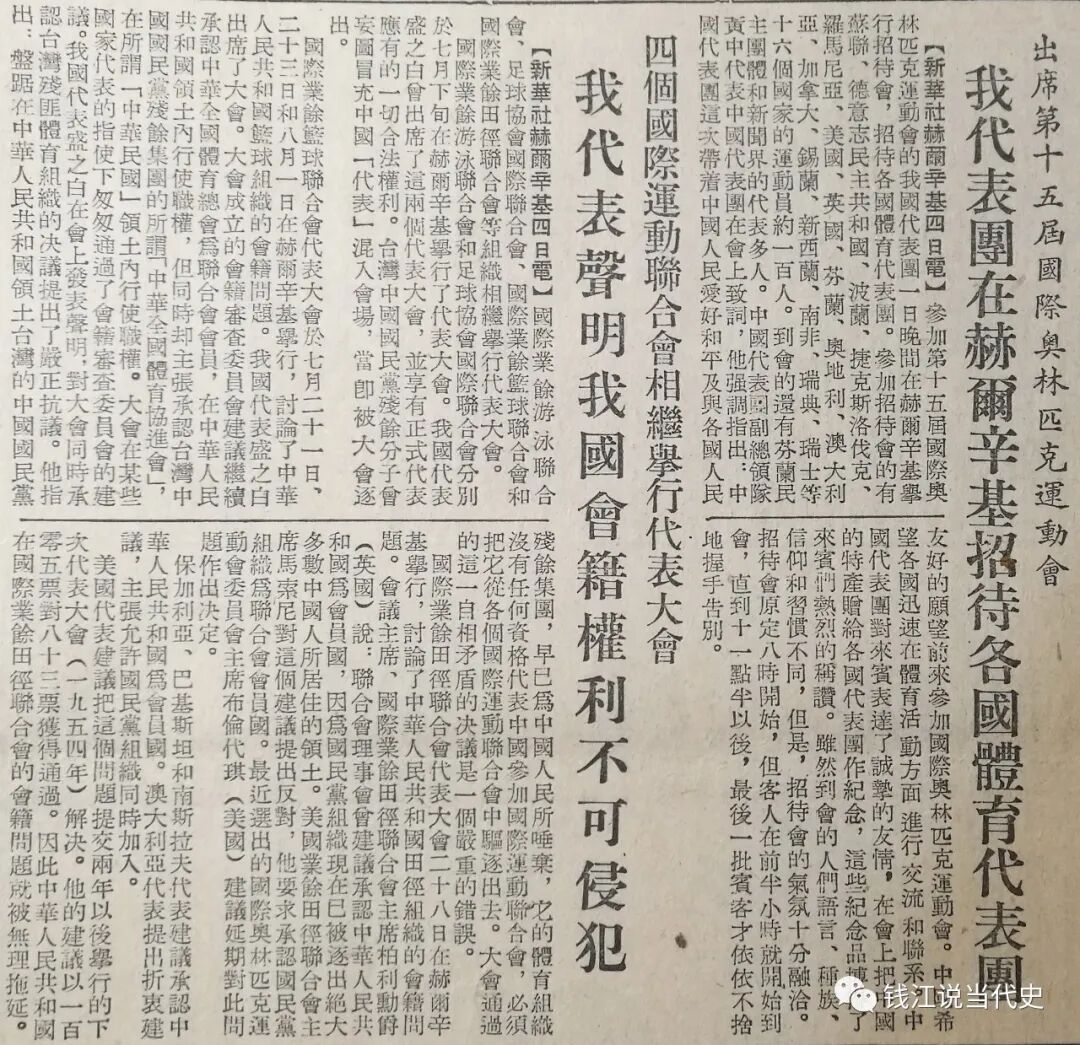 出席第十五屆國際奧林匹克運動會
我代表團在赫爾辛基招待各國體育代表團
【新華社赫爾辛基四日電】參加第十五屆國際奧
林匹克運動會的我國代表團一日晚間在赫爾辛基舉
行招待會，招待各國體育代表團。參加招待會的有
蘇聯、德意志民主共和國、波蘭、捷克斯洛伐克、
羅馬尼亞、美國、英國、芬蘭、奧地利、澳大利
亞、加拿大、錫蘭、新西蘭、南非、瑞典、瑞士等
十六個國家的運動員約一百人。到會的還有芬蘭民
主團體和新聞界的代表多人。中國代表團副總領隊
黃中代表中國代表團在會上致詞，他强調指出：中
國代表團這次帶着中國人民愛好和平及與各國人民
友好的願望前來參加國際奧林匹克運動會。中國希
望各國迅速在體育活動方面進行交流和聯系。中
國代表團對來賓表達了誠摯的友情，在會上把中國
的特產贈給各國代表團作紀念，這些紀念品博得了
來賓們熱烈的稱讚。雖然到會的人們語言、種族、
信仰和習慣不同，但是，招待會的氣氛十分融洽。
招待會原定八時開始，但客人在前半小時就開始到
會，直到十一點半以後，最後一批賓客才依依不捨
地握手告別。
四個國際運動聯合會相繼舉行代表大會
我代表聲明我國會籍權利不可侵犯
【新華社赫爾辛基四日電】國際業餘游泳聯合
會、足球協會國際聯合會、國際業餘籃球聯合會和
國際業餘田徑聯合會等組織相繼舉行代表大會。
國際業餘游泳聯合會和足球協會國際聯合會分別
於七月下旬在赫爾辛基舉行了代表大會。我國代表
盛之白曾出席了這兩個代表大會，並享有正式代表
應有的一切合法權利。台灣中國國民黨殘餘分子曾
妄圖冒充中國「代表」混入會場，當卽被大會逐
出。
國際業餘籃球聯合會代表大會於七月二十一日、
二十三日和八月一日在赫爾辛基舉行，討論了中華
人民共和國籃球組織的會籍問題。我國代表盛之白
出席了大會。大會成立的會籍審查委員會建議繼續
承認中華全國體育總會爲聯合會會員，在中華人民
共和國領土內行使職權，但同時却主張承認台灣中
國國民黨殘餘集團的所謂「中華全國體育協進會」，
在所謂「中華民國」領土內行使職權。大會在某些
國家代表的指使下匆匆通過了會籍審查委員會的建
議。我國代表盛之白在會上發表聲明，對大會同時承
認台灣殘匪體育組織的决議提出了嚴正抗議。他指
出：盤踞在中華人民共和國領土台灣的中國國民黨
殘餘集團，早已爲中國人民所唾棄，它的體育組織
沒有任何資格代表中國參加國際運動聯合會，必須
把它從各個國際運動聯合會中驅逐出去。大會通過
的這一自相矛盾的决議是一個嚴重的錯誤。
國際業餘田徑聯合會代表大會二十八日在赫爾辛
基舉行，討論了中華人民共和國田徑組織的會籍問
題。會議主席、國際業餘田徑聯合會主席柏利勳爵
（英國）說：聯合會理事會曾建議承認中華人民共
和國爲會員國，因爲國民黨組織現在已被逐出絕大
多數中國人所居住的領土。美國業餘田徑聯合會主
席馬索尼對這個建議提出反對，他要求承認國民黨
組織爲聯合會會員國。最近選出的國際奧林匹克運
動會委員會主席布倫代琪（美國）建議延期對此問
題作出决定。
保加利亞、巴基斯坦和南斯拉夫代表建議承認中
華人民共和國爲會員國。澳大利亞代表提出折衷建
議，主張允許國民黨組織同時加入。
美國代表建議把這個問題提交兩年以後舉行的下
次代表大會（一九五四年）解决。他的建議以一百
零五票對八十三票獲得通過。因此中華人民共和國
在國際業餘田徑聯合會的會籍問題就被無理拖延。
钱江说当代史